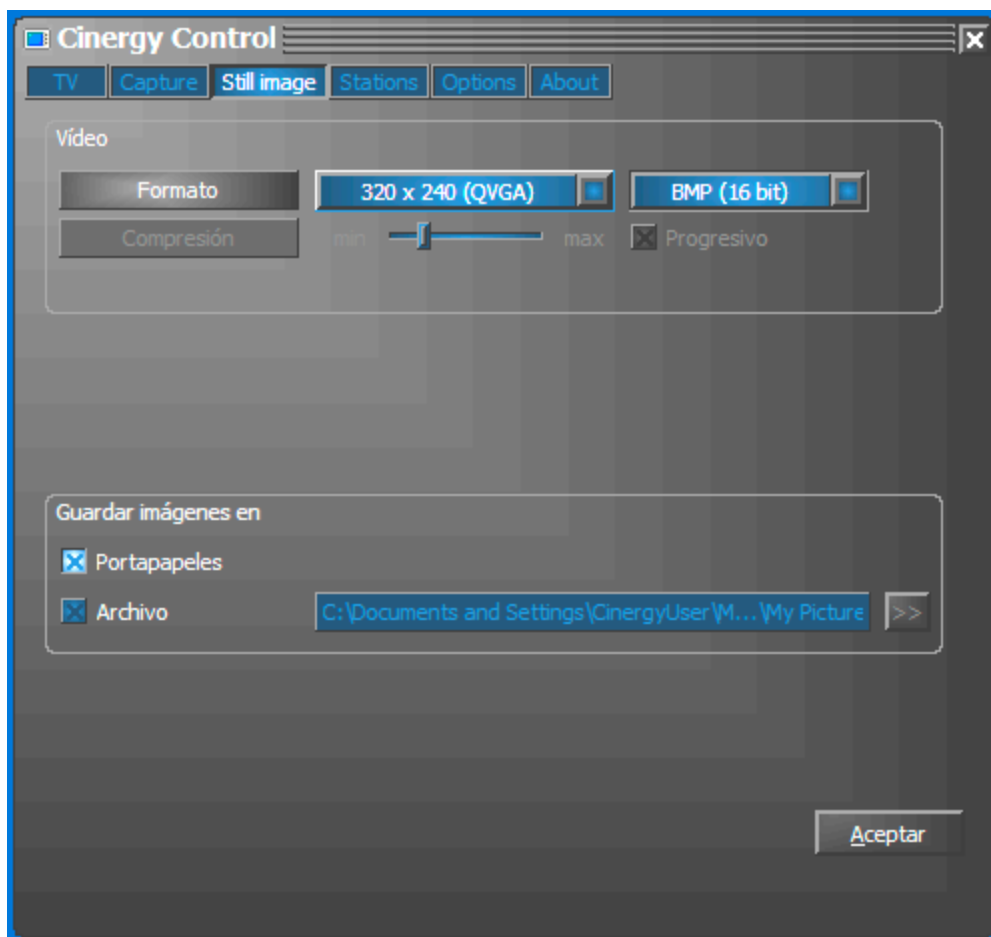 Cinergy Control
TV Capture Still image Stations Options About
Vídeo
Formato 320 x 240 (QVGA) BMP (16 bit)
Compresión min max Progresivo
Guardar imágenes en
Portapapeles
Archivo C:\Documents and Settings\CinergyUser\M...\My Picture >>
Aceptar